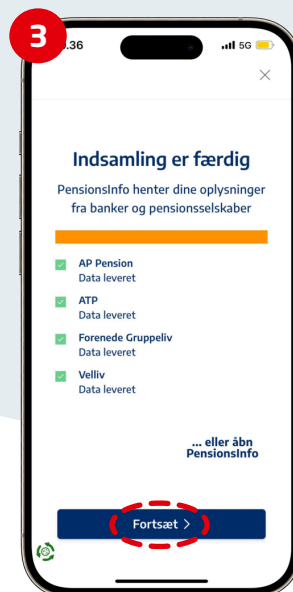 3
.36
5G
Indsamling er færdig
PensionsInfo henter dine oplysninger
fra banker og pensionsselskaber
AP Pension
Data leveret
ATP
Data leveret
Forenede Gruppeliv
Data leveret
Velliv
Data leveret
... eller åbn
PensionsInfo
Fortsæt >